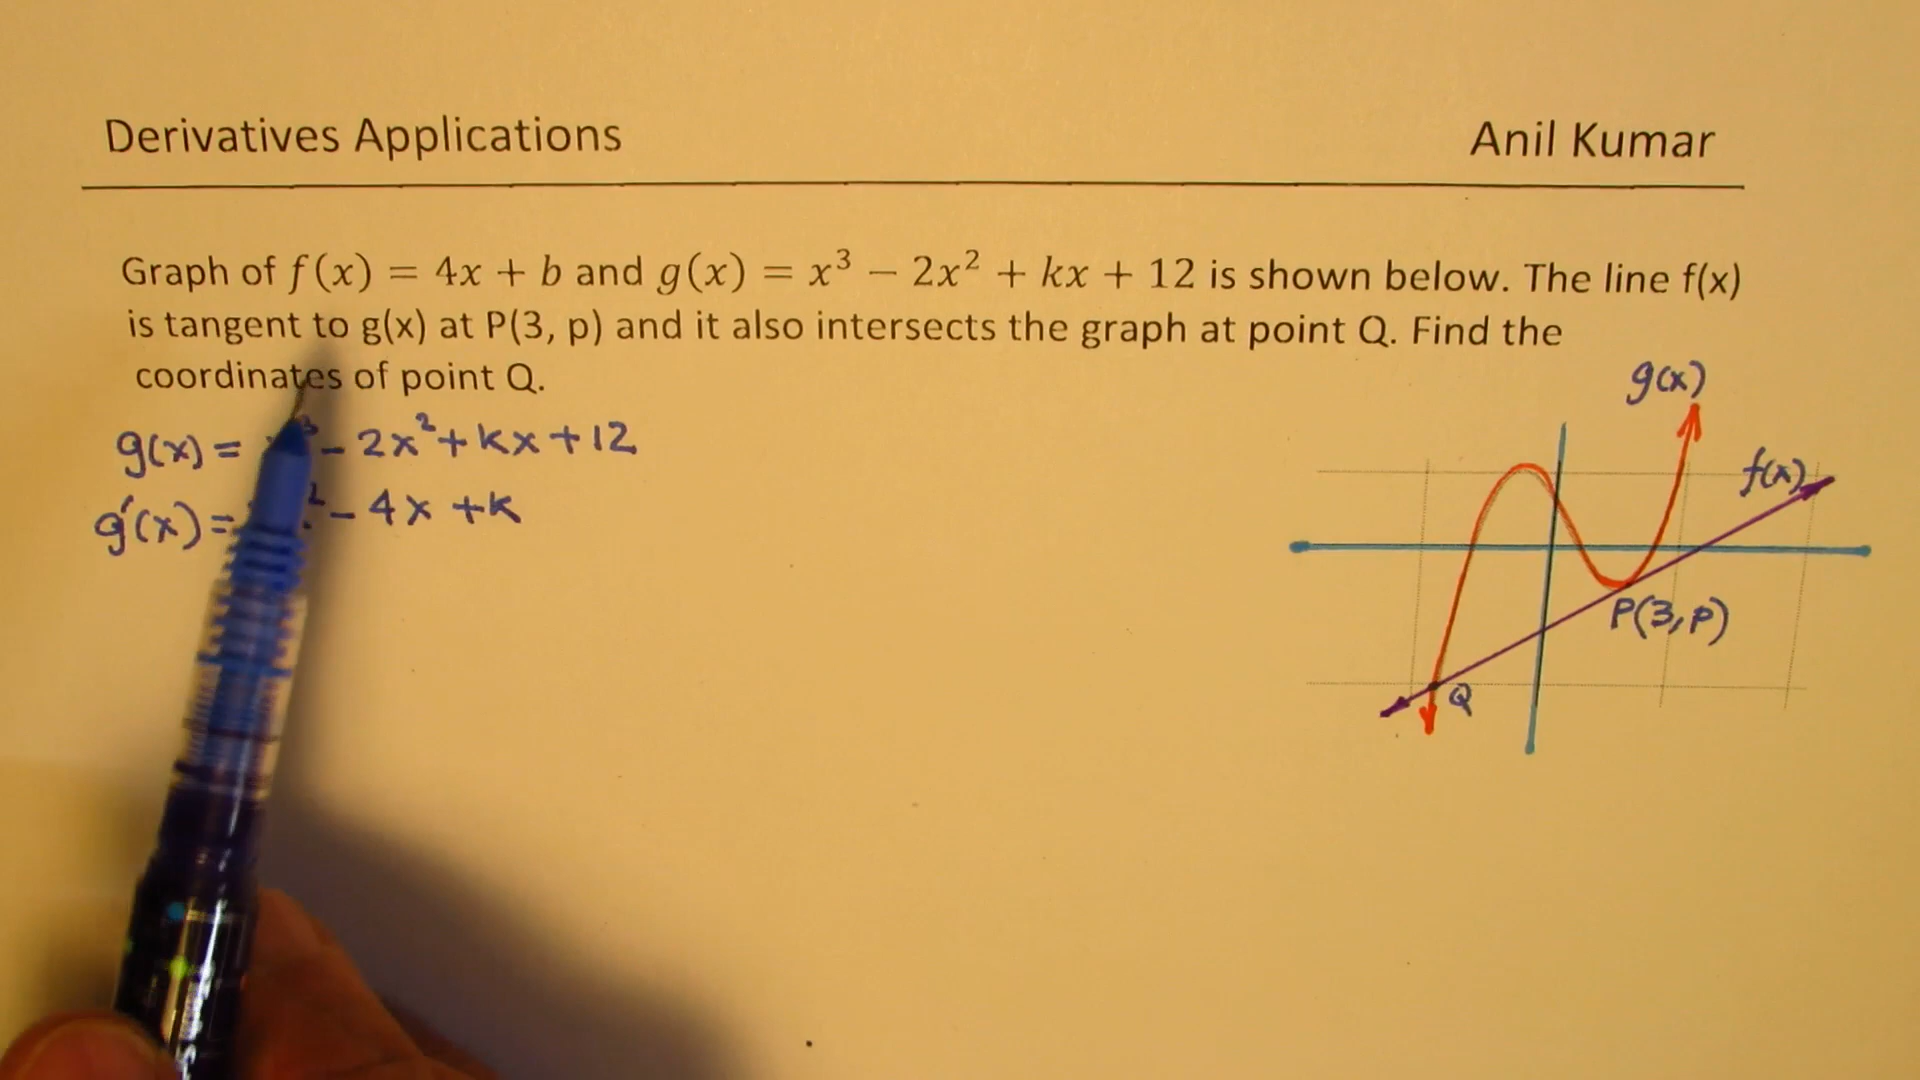 Derivatives Applications
Anil Kumar
Graph of f(x) = 4x + b and g(x) = x³ − 2x² + kx + 12 is shown below. The line f(x)
is tangent to g(x) at P(3, p) and it also intersects the graph at point Q. Find the
coordinates of point Q.
g(x) = ³ − 2x² + kx + 12
g'(x) = ² − 4x + k
g(x)
f(x)
P(3, p)
Q